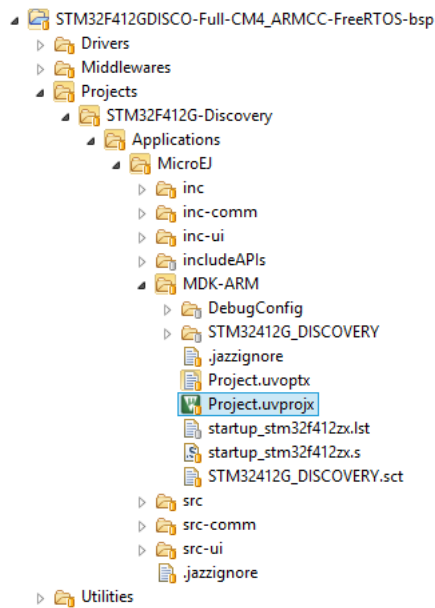 STM32F412GDISCO-Full-CM4_ARMCC-FreeRTOS-bsp
Drivers
Middlewares
Projects
STM32F412G-Discovery
Applications
MicroEJ
inc
inc-comm
inc-ui
includeAPIs
MDK-ARM
DebugConfig
STM32412G_DISCOVERY
.jazzignore
Project.uvoptx
Project.uvprojx
startup_stm32f412zx.lst
startup_stm32f412zx.s
STM32412G_DISCOVERY.sct
src
src-comm
src-ui
.jazzignore
Utilities